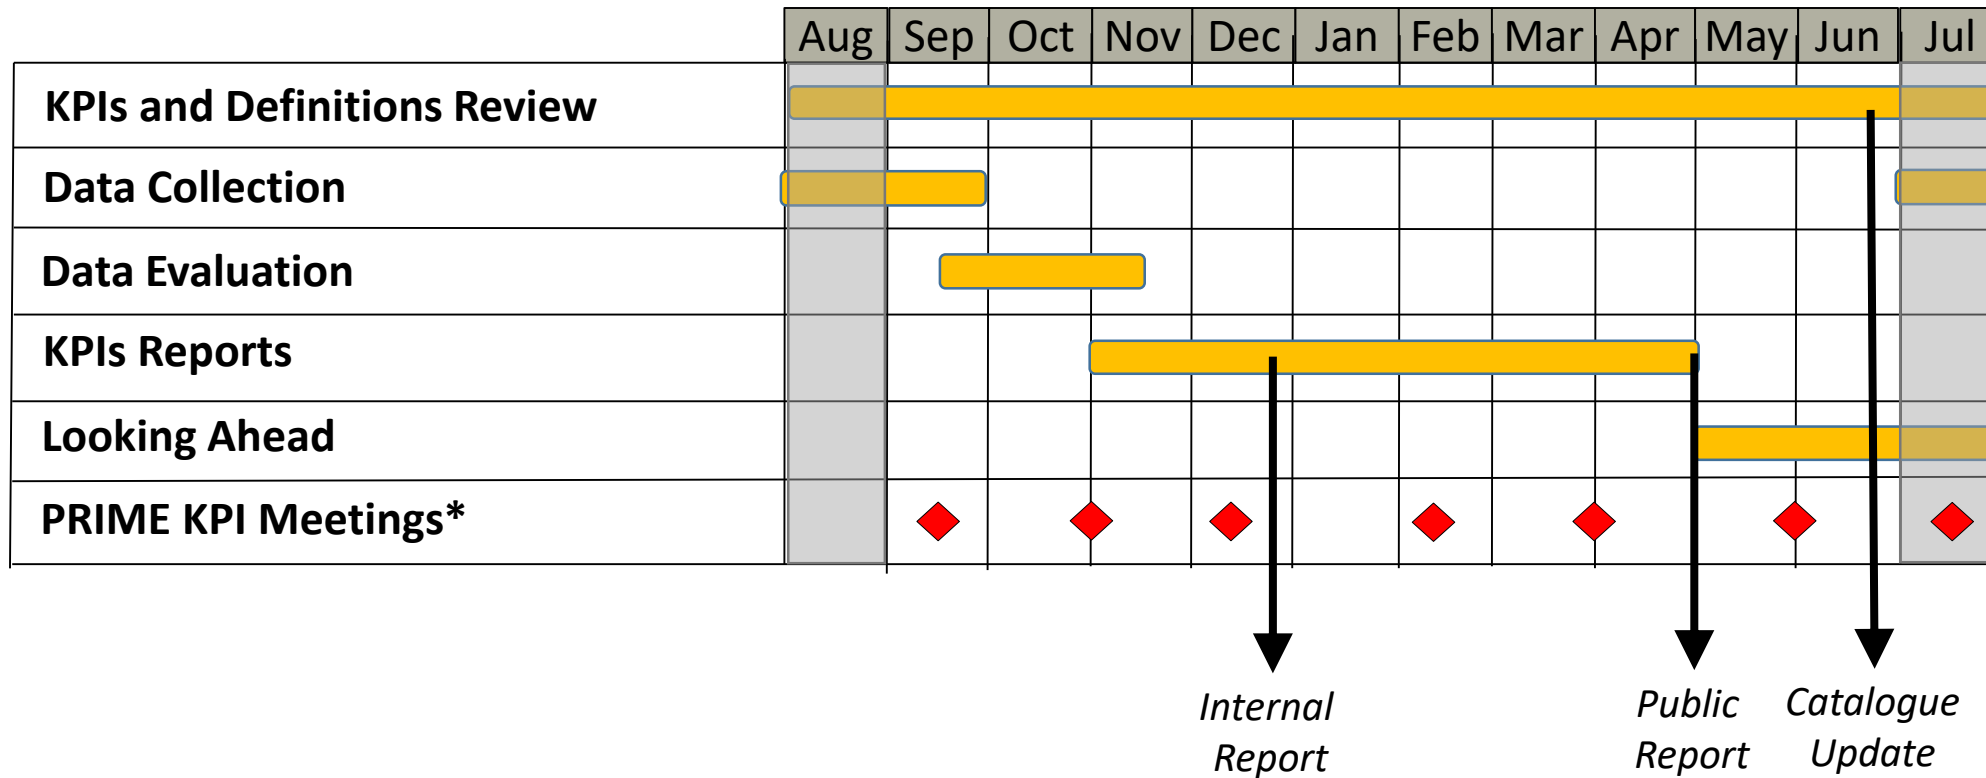 Aug Sep Oct Nov Dec Jan Feb Mar Apr May Jun Jul
KPIs and Definitions Review
Data Collection
Data Evaluation
KPIs Reports
Looking Ahead
PRIME KPI Meetings*
Internal
Report
Public
Report
Catalogue
Update